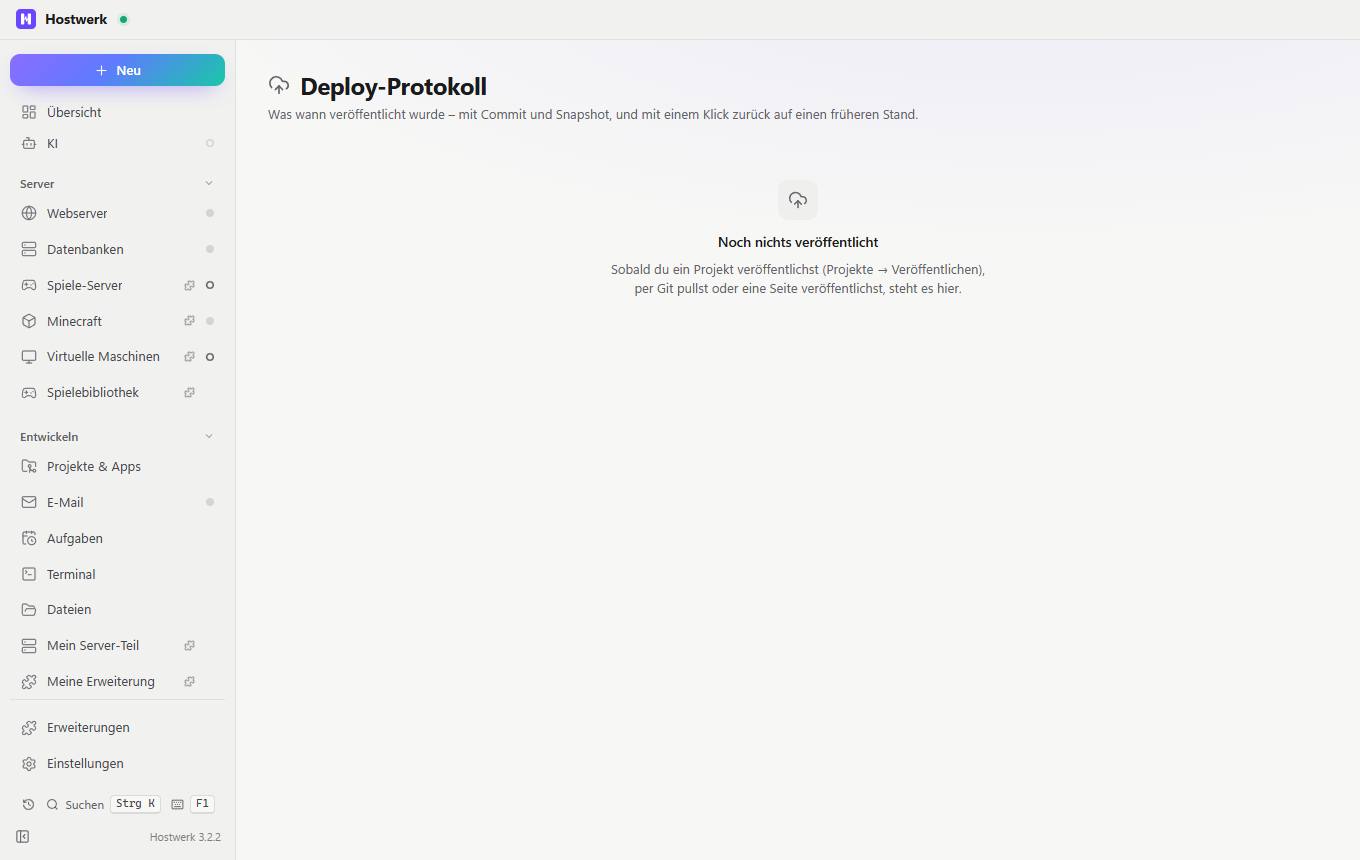 Hostwerk
Neu
Übersicht
KI
Server
Webserver
Datenbanken
Spiele-Server
Minecraft
Virtuelle Maschinen
Spielebibliothek
Entwickeln
Projekte & Apps
E-Mail
Aufgaben
Terminal
Dateien
Mein Server-Teil
Meine Erweiterung
Erweiterungen
Einstellungen
Suchen Strg K F1
Hostwerk 3.2.2
Deploy-Protokoll
Was wann veröffentlicht wurde – mit Commit und Snapshot, und mit einem Klick zurück auf einen früheren Stand.
Noch nichts veröffentlicht
Sobald du ein Projekt veröffentlichst (Projekte → Veröffentlichen),
per Git pullst oder eine Seite veröffentlichst, steht es hier.